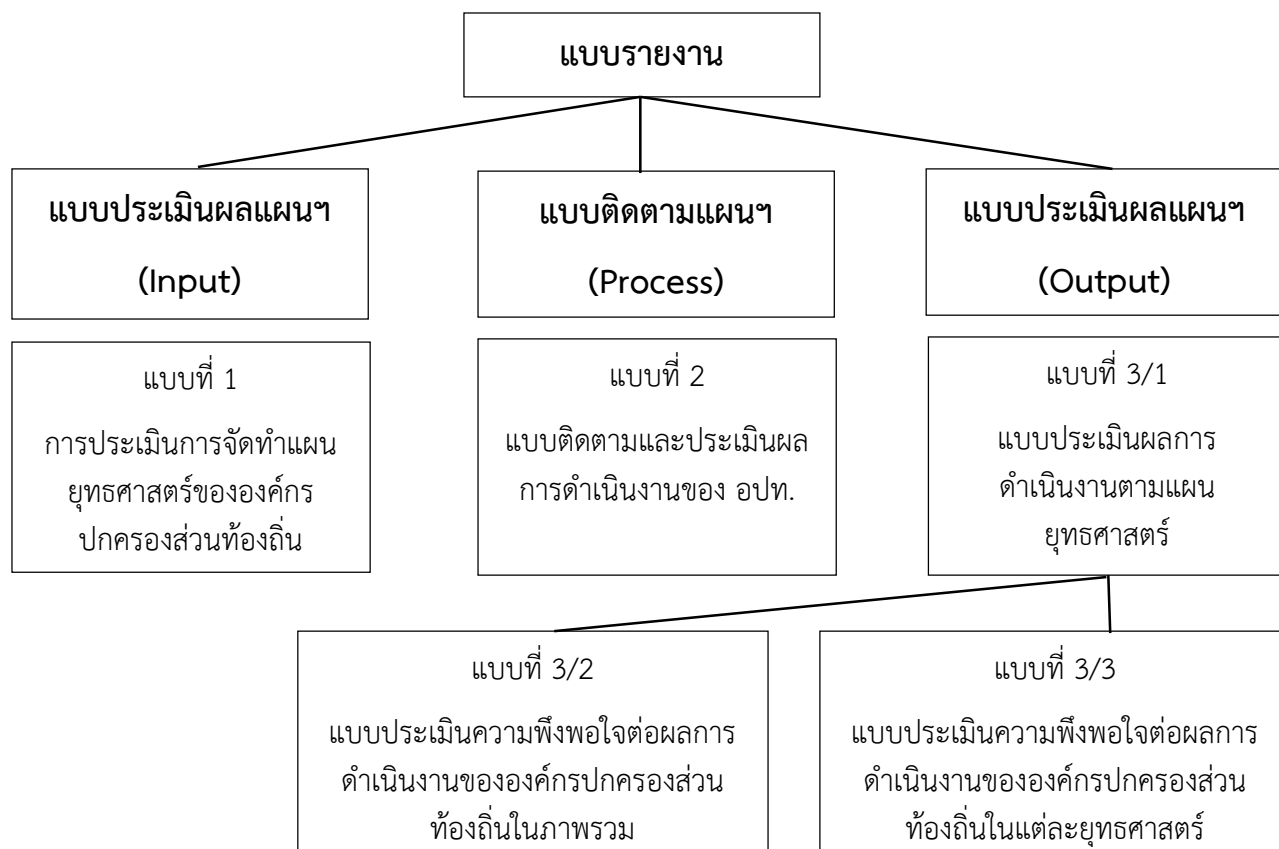 แบบรายงาน
แบบประเมินผลแผนฯ
(Input)
แบบติดตามแผนฯ
(Process)
แบบประเมินผลแผนฯ
(Output)
แบบที่ 1
การประเมินการจัดทำแผน
ยุทธศาสตร์ขององค์กร
ปกครองส่วนท้องถิ่น
แบบที่ 2
แบบติดตามและประเมินผล
การดำเนินงานของ อปท.
แบบที่ 3/1
แบบประเมินผลการ
ดำเนินงานตามแผน
ยุทธศาสตร์
แบบที่ 3/2
แบบประเมินความพึงพอใจต่อผลการ
ดำเนินงานขององค์กรปกครองส่วน
ท้องถิ่นในภาพรวม
แบบที่ 3/3
แบบประเมินความพึงพอใจต่อผลการ
ดำเนินงานขององค์กรปกครองส่วน
ท้องถิ่นในแต่ละยุทธศาสตร์